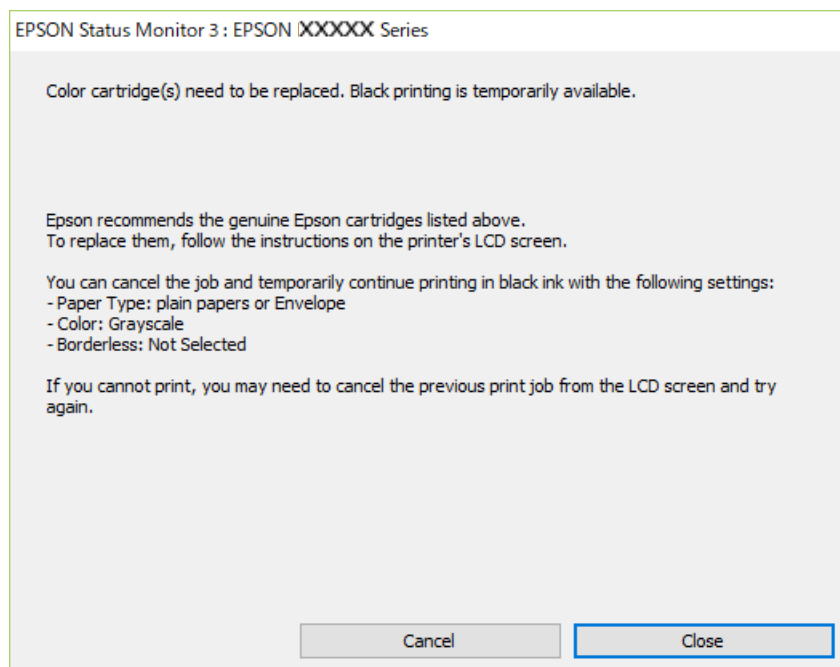 EPSON Status Monitor 3 : EPSON XXXXX Series
Color cartridge(s) need to be replaced. Black printing is temporarily available.
Epson recommends the genuine Epson cartridges listed above.
To replace them, follow the instructions on the printer's LCD screen.
You can cancel the job and temporarily continue printing in black ink with the following settings:
- Paper Type: plain papers or Envelope
- Color: Grayscale
- Borderless: Not Selected
If you cannot print, you may need to cancel the previous print job from the LCD screen and try
again.
Cancel
Close